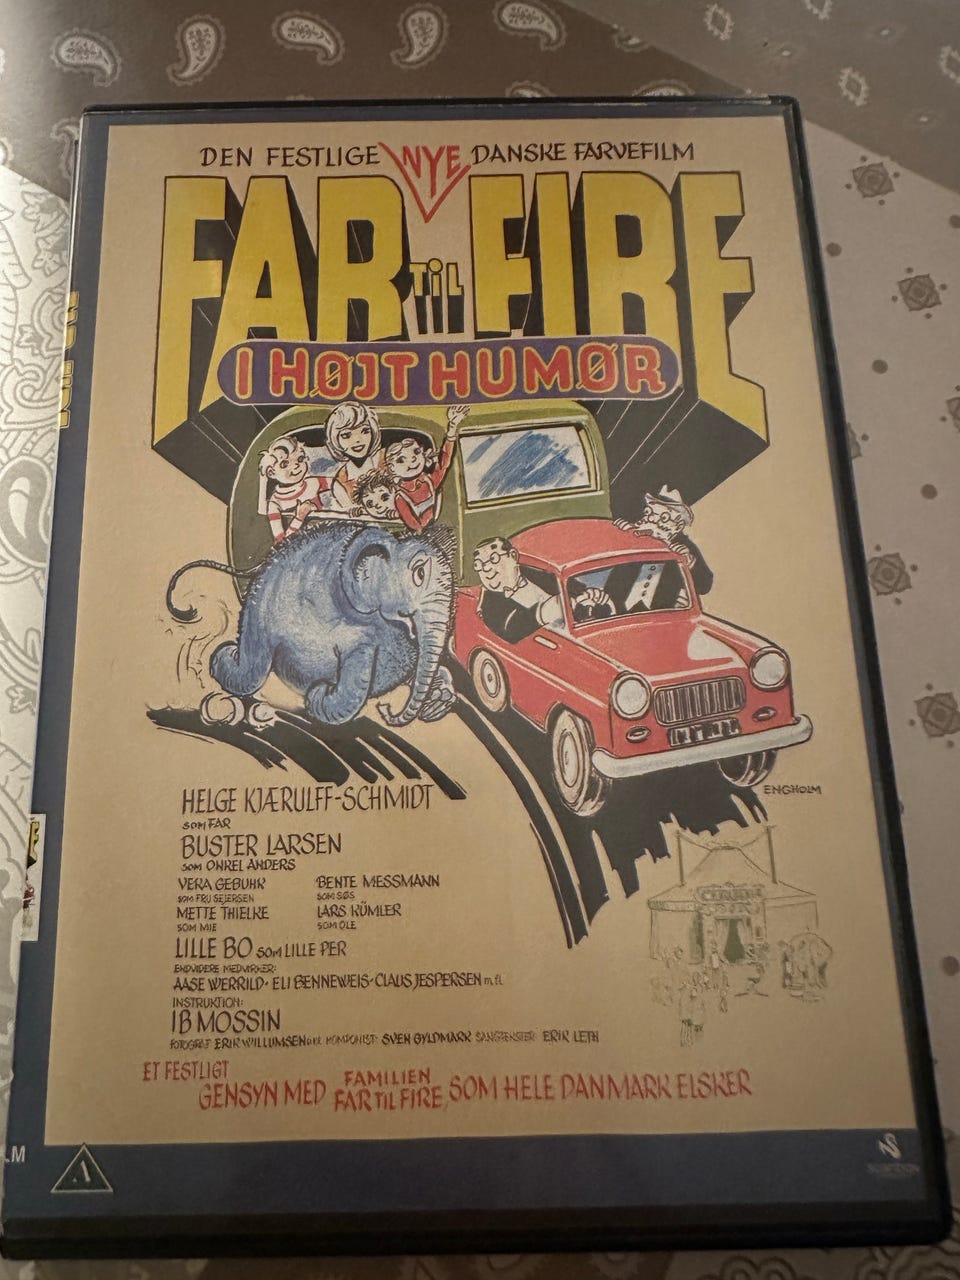 DEN FESTLIGE NYE DANSKE FARVEFILM
FAR TiL FIRE
I HØJT HUMØR
ENGHOLM
HELGE KJÆRULFF-SCHMIDT
SOM FAR
BUSTER LARSEN
SOM ONKEL ANDERS
VERA GEBUHR BENTE MESSMANN
SOM FRU SEJERSEN SOM SØS
METTE THIELKE LARS KÜMLER
SOM MIE SOM OLE
LILLE BO SOM LILLE PER
ENDVIDERE MEDVIRKER:
AASE WERRILD · ELI BENNEWEIS · CLAUS JESPERSEN m.fl.
INSTRUKTION:
IB MOSSIN
FOTOGRAF ERIK WILLUMSEN KOMPONIST: SVEN GYLDMARK SANGTEKSTER: ERIK LETH
ET FESTLIGT
GENSYN MED FAMILIEN FAR TiL FIRE, SOM HELE DANMARK ELSKER
LM
A